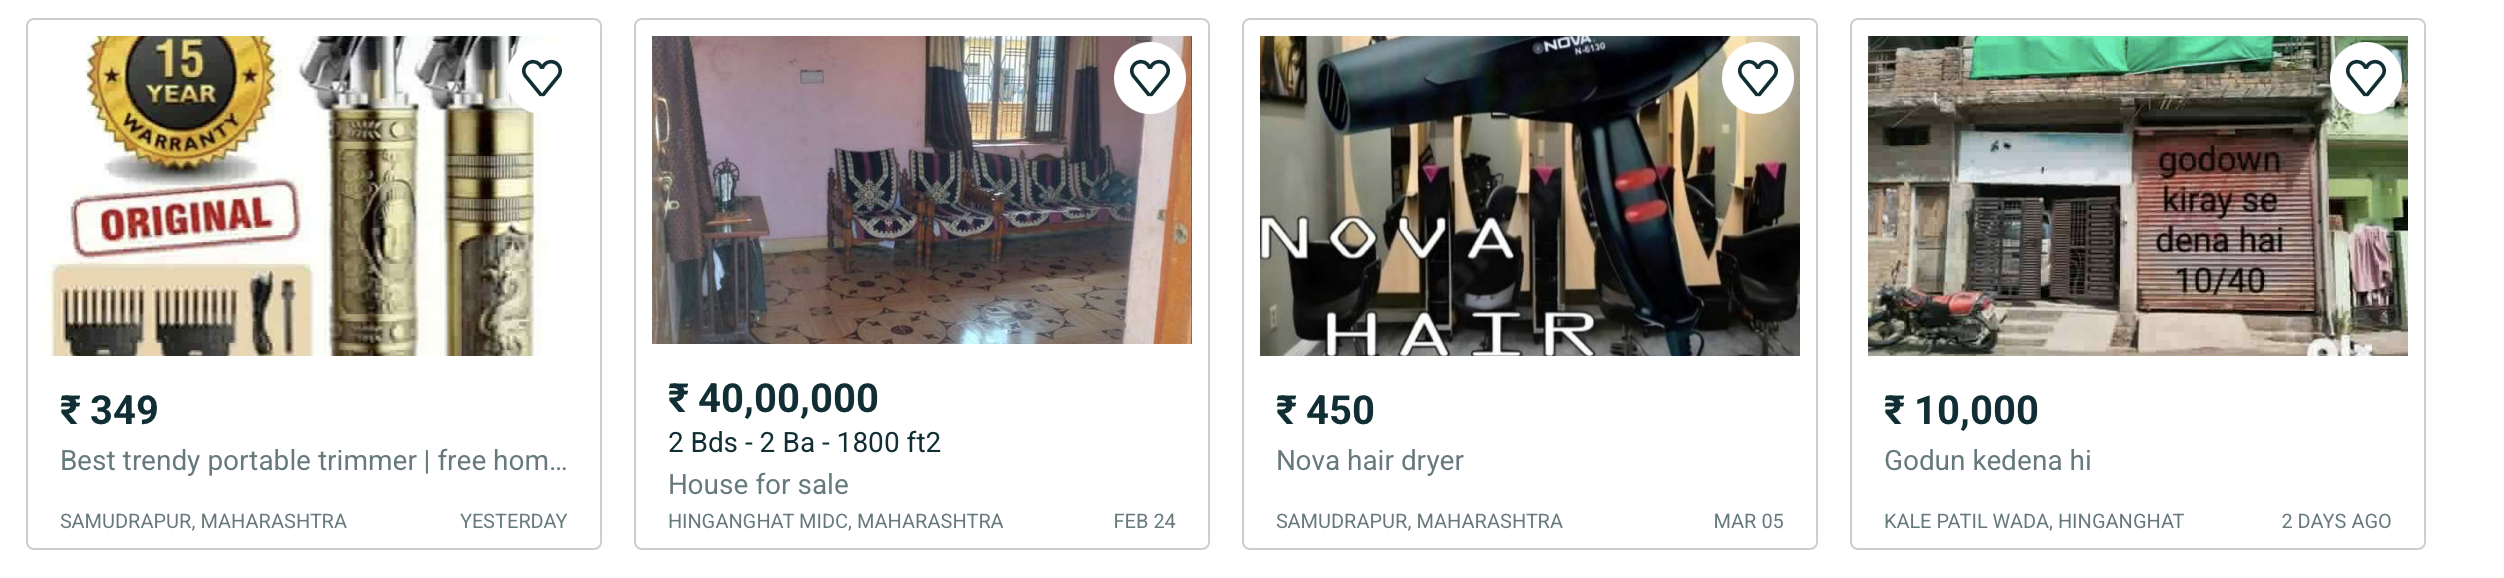 15
YEAR
WARRANTY
ORIGINAL
₹ 349
Best trendy portable trimmer | free hom...
SAMUDRAPUR, MAHARASHTRA
YESTERDAY
₹ 40,00,000
2 Bds - 2 Ba - 1800 ft2
House for sale
HINGANGHAT MIDC, MAHARASHTRA
FEB 24
NOVA
N-6130
NOVA
HAIR
₹ 450
Nova hair dryer
SAMUDRAPUR, MAHARASHTRA
MAR 05
godown
kiray se
dena hai
10/40
olx
₹ 10,000
Godun kedena hi
KALE PATIL WADA, HINGANGHAT
2 DAYS AGO